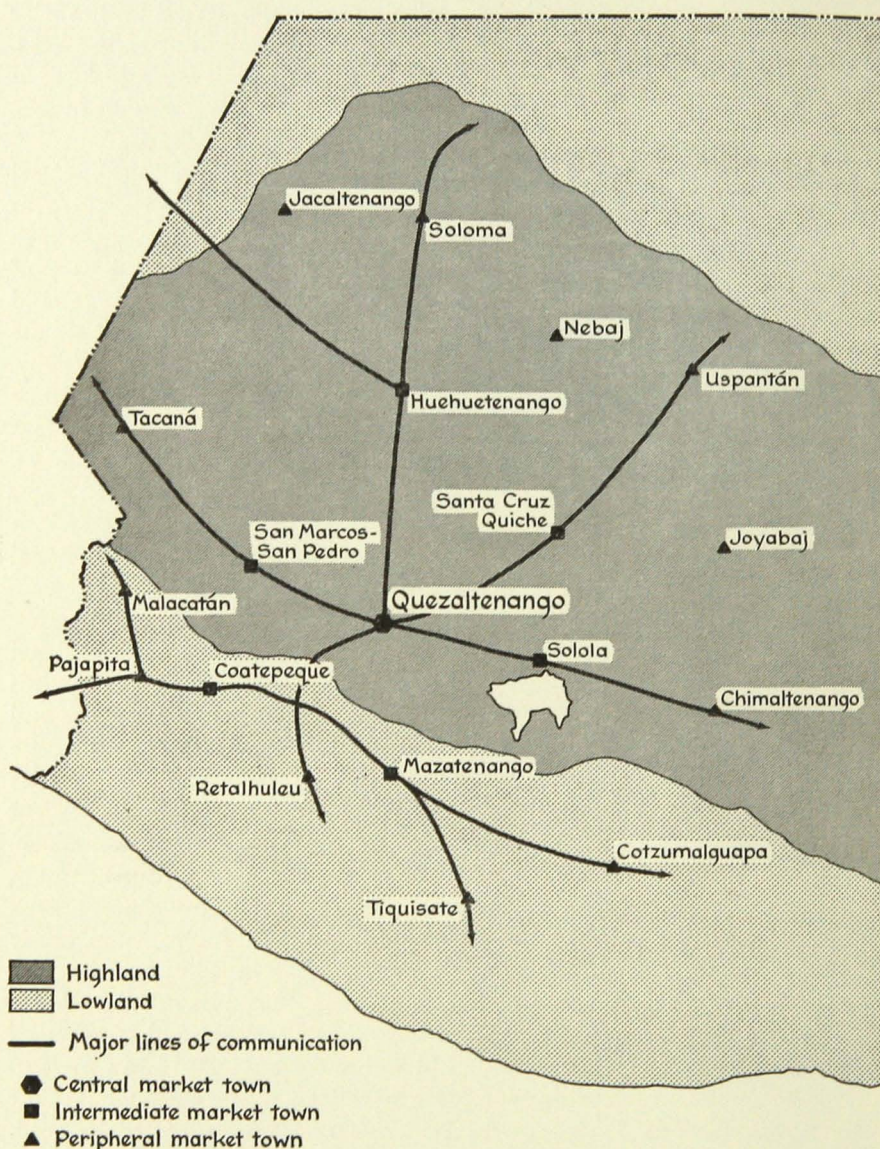 Jacaltenango
Soloma
Nebaj
Uspantán
Huehuetenango
Tacaná
Santa Cruz
Quiche
San Marcos-
San Pedro
Joyabaj
Quezaltenango
Malacatán
Solola
Pajapita
Coatepeque
Chimaltenango
Mazatenango
Retalhuleu
Cotzumalguapa
Tiquisate
Highland
Lowland
Major lines of communication
Central market town
Intermediate market town
Peripheral market town